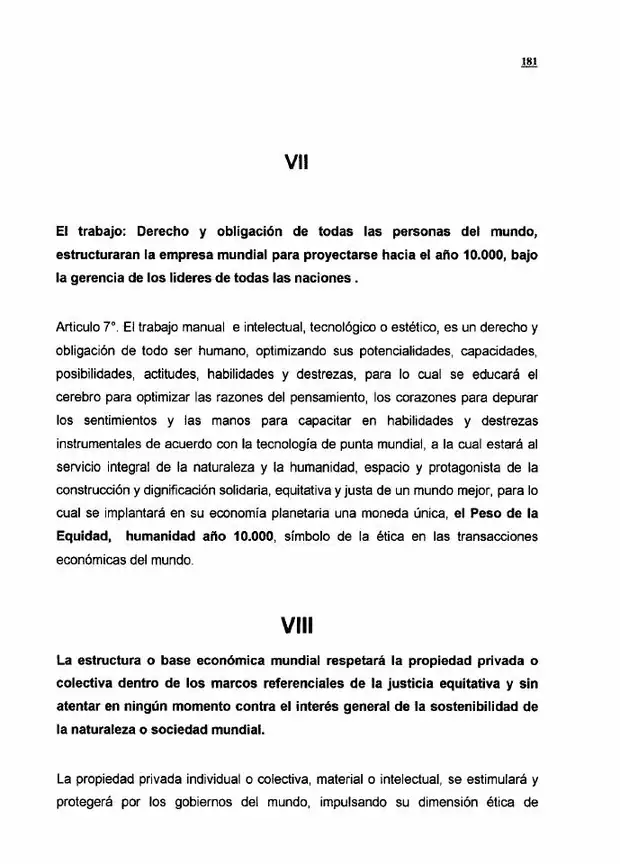 181
VII
El trabajo: Derecho y obligación de todas las personas del mundo,
estructuraran la empresa mundial para proyectarse hacia el año 10.000, bajo
la gerencia de los lideres de todas las naciones .
Articulo 7°. El trabajo manual e intelectual, tecnológico o estético, es un derecho y
obligación de todo ser humano, optimizando sus potencialidades, capacidades,
posibilidades, actitudes, habilidades y destrezas, para lo cual se educará el
cerebro para optimizar las razones del pensamiento, los corazones para depurar
los sentimientos y las manos para capacitar en habilidades y destrezas
instrumentales de acuerdo con la tecnología de punta mundial, a la cual estará al
servicio integral de la naturaleza y la humanidad, espacio y protagonista de la
construcción y dignificación solidaria, equitativa y justa de un mundo mejor, para lo
cual se implantará en su economía planetaria una moneda única, el Peso de la
Equidad, humanidad año 10.000, símbolo de la ética en las transacciones
económicas del mundo.
VIII
La estructura o base económica mundial respetará la propiedad privada o
colectiva dentro de los marcos referenciales de la justicia equitativa y sin
atentar en ningún momento contra el interés general de la sostenibilidad de
la naturaleza o sociedad mundial.
La propiedad privada individual o colectiva, material o intelectual, se estimulará y
protegerá por los gobiernos del mundo, impulsando su dimensión ética de